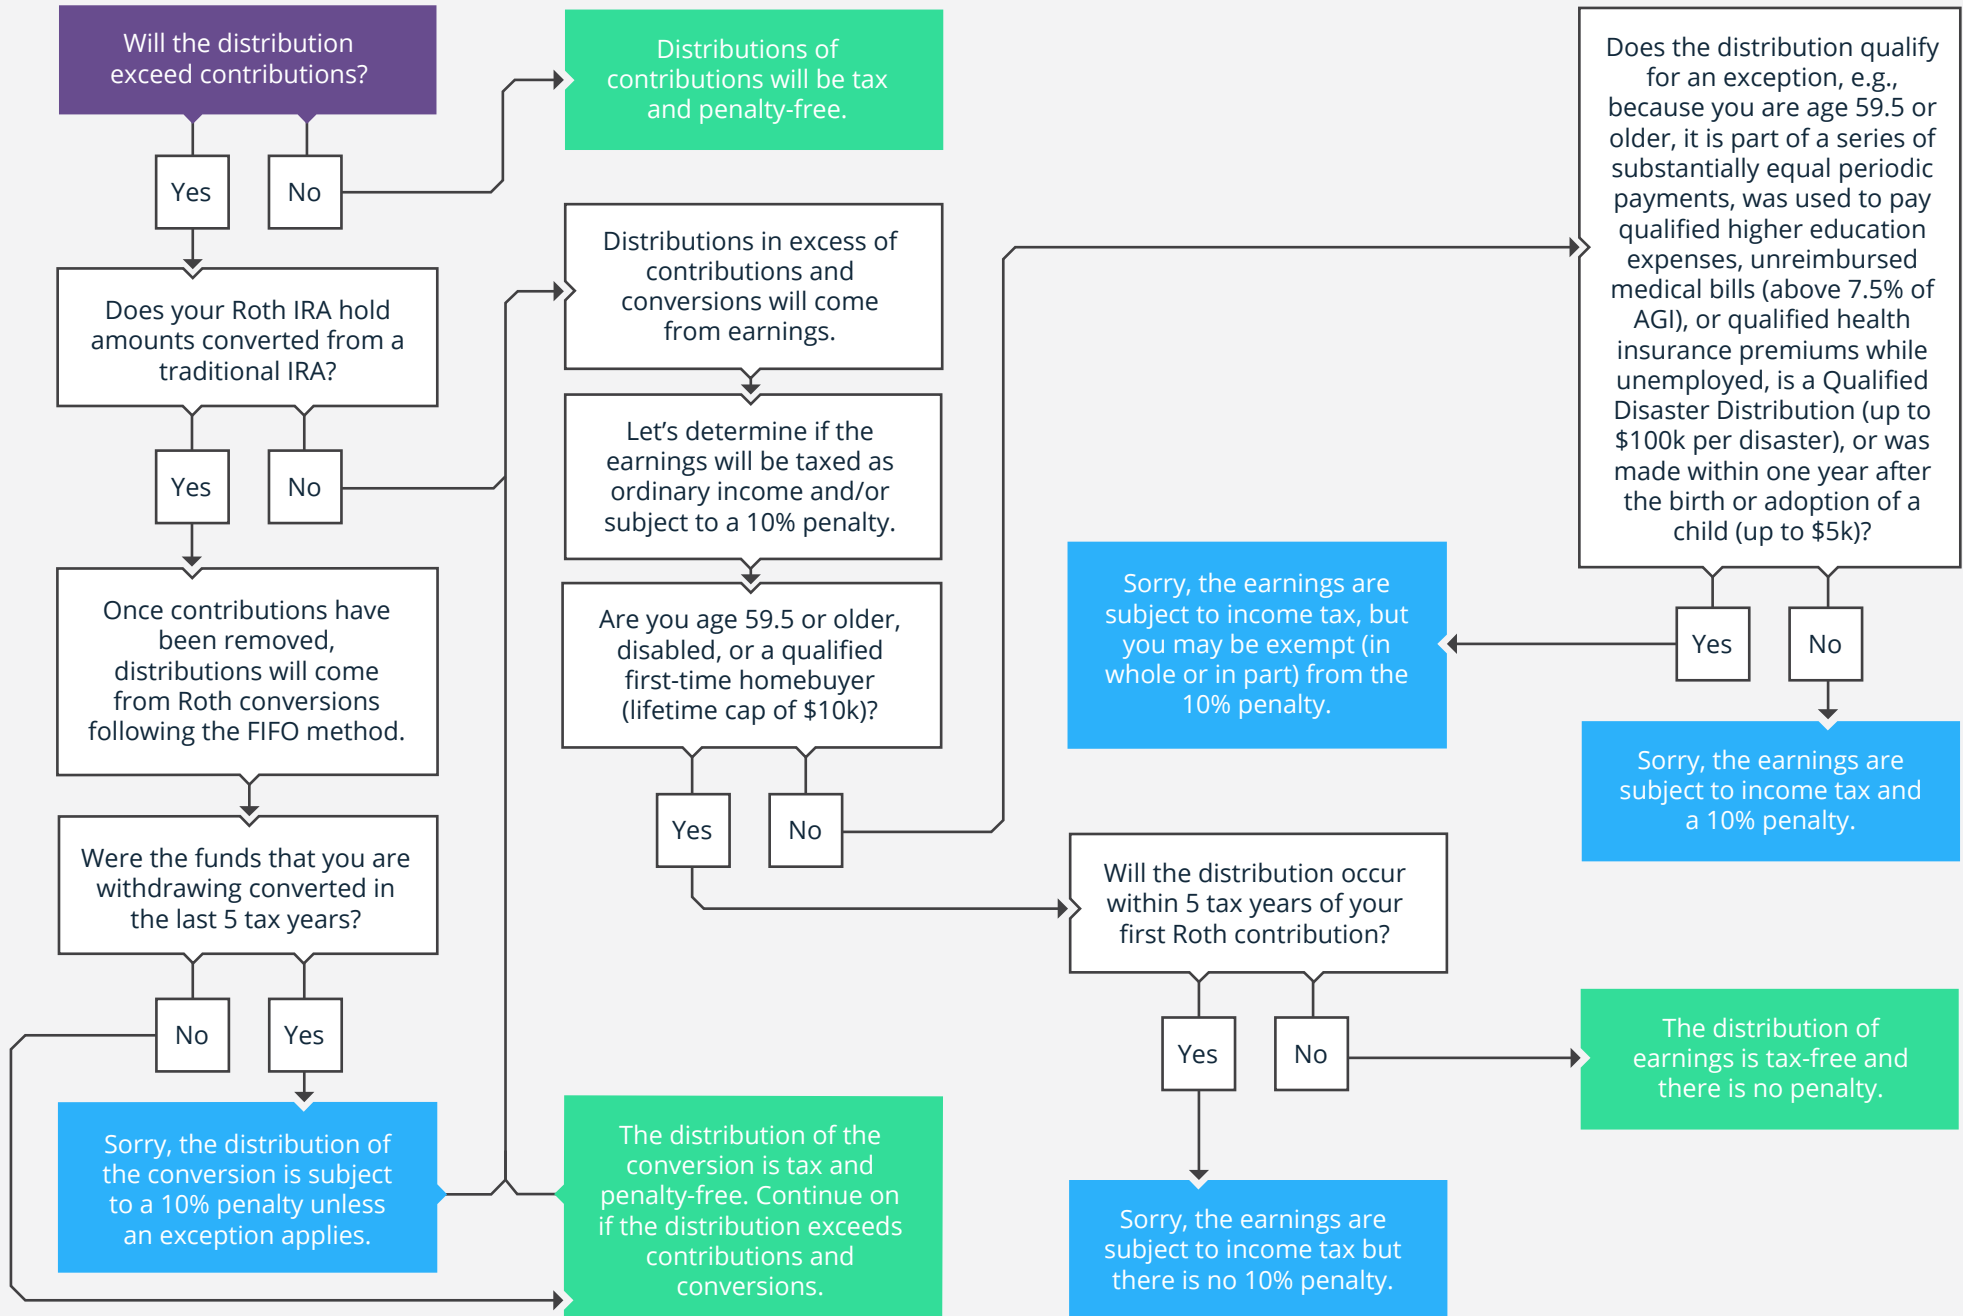 Will the distribution
exceed contributions?
Yes
No
Distributions of
contributions will be tax
and penalty-free.
Does your Roth IRA hold
amounts converted from a
traditional IRA?
Yes
No
Once contributions have
been removed,
distributions will come
from Roth conversions
following the FIFO method.
Were the funds that you are
withdrawing converted in
the last 5 tax years?
No
Yes
Sorry, the distribution of
the conversion is subject
to a 10% penalty unless
an exception applies.
The distribution of the
conversion is tax and
penalty-free. Continue on
if the distribution exceeds
contributions and
conversions.
Distributions in excess of
contributions and
conversions will come
from earnings.
Let’s determine if the
earnings will be taxed as
ordinary income and/or
subject to a 10% penalty.
Are you age 59.5 or older,
disabled, or a qualified
first-time homebuyer
(lifetime cap of $10k)?
Yes
No
Will the distribution occur
within 5 tax years of your
first Roth contribution?
Yes
No
Sorry, the earnings are
subject to income tax but
there is no 10% penalty.
The distribution of
earnings is tax-free and
there is no penalty.
Does the distribution qualify
for an exception, e.g.,
because you are age 59.5 or
older, it is part of a series of
substantially equal periodic
payments, was used to pay
qualified higher education
expenses, unreimbursed
medical bills (above 7.5% of
AGI), or qualified health
insurance premiums while
unemployed, is a Qualified
Disaster Distribution (up to
$100k per disaster), or was
made within one year after
the birth or adoption of a
child (up to $5k)?
Yes
No
Sorry, the earnings are
subject to income tax, but
you may be exempt (in
whole or in part) from the
10% penalty.
Sorry, the earnings are
subject to income tax and
a 10% penalty.